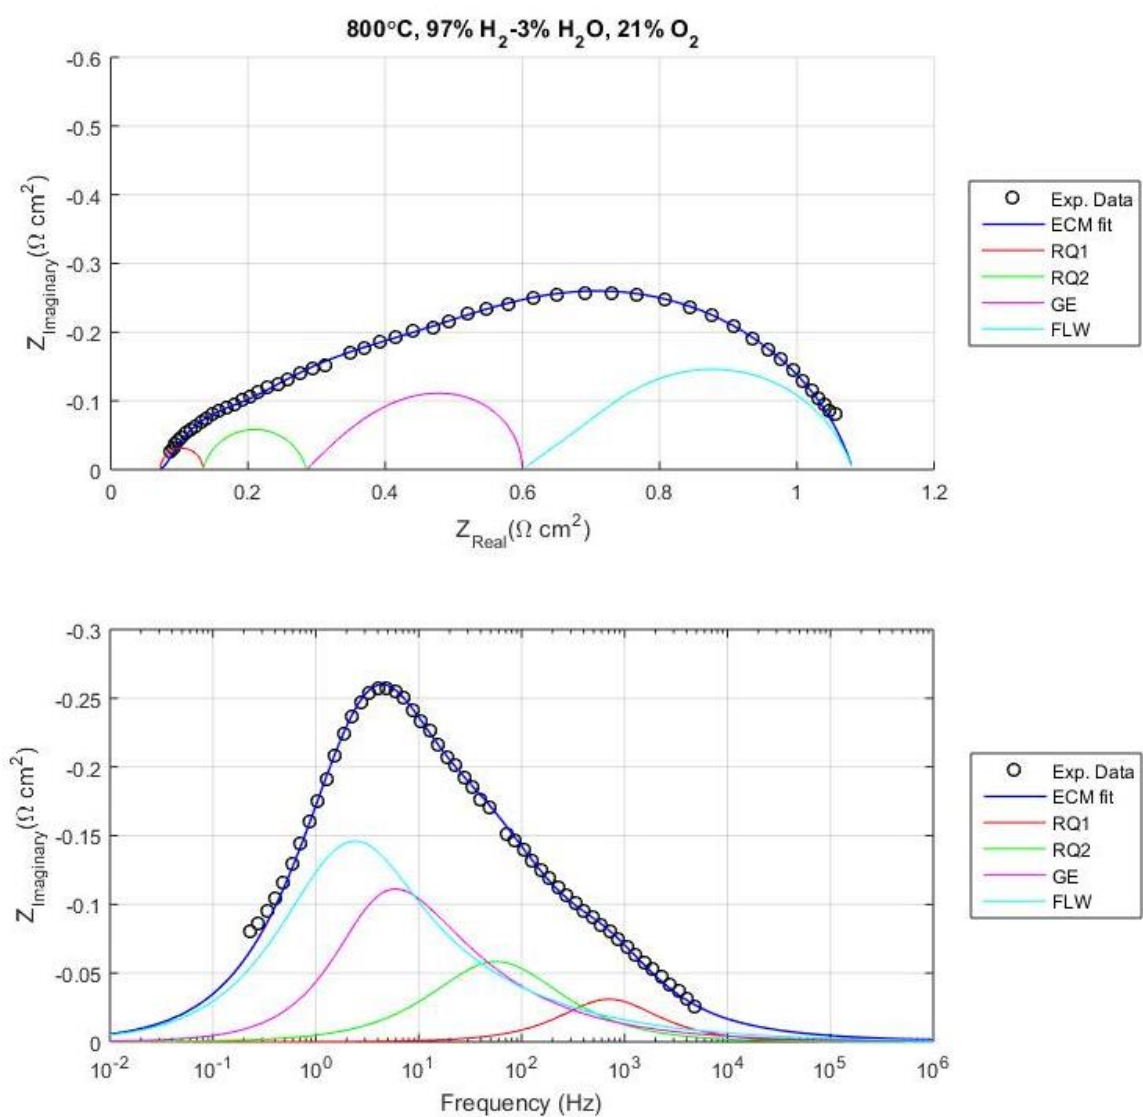 800°C, 97% H₂-3% H₂O, 21% O₂
Z_Imaginary(Ω cm²)
-0.6
-0.5
-0.4
-0.3
-0.2
-0.1
0
0 0.2 0.4 0.6 0.8 1 1.2
Z_Real(Ω cm²)
Exp. Data
ECM fit
RQ1
RQ2
GE
FLW
Z_Imaginary(Ω cm²)
-0.3
-0.25
-0.2
-0.15
-0.1
-0.05
0
10⁻² 10⁻¹ 10⁰ 10¹ 10² 10³ 10⁴ 10⁵ 10⁶
Frequency (Hz)
Exp. Data
ECM fit
RQ1
RQ2
GE
FLW